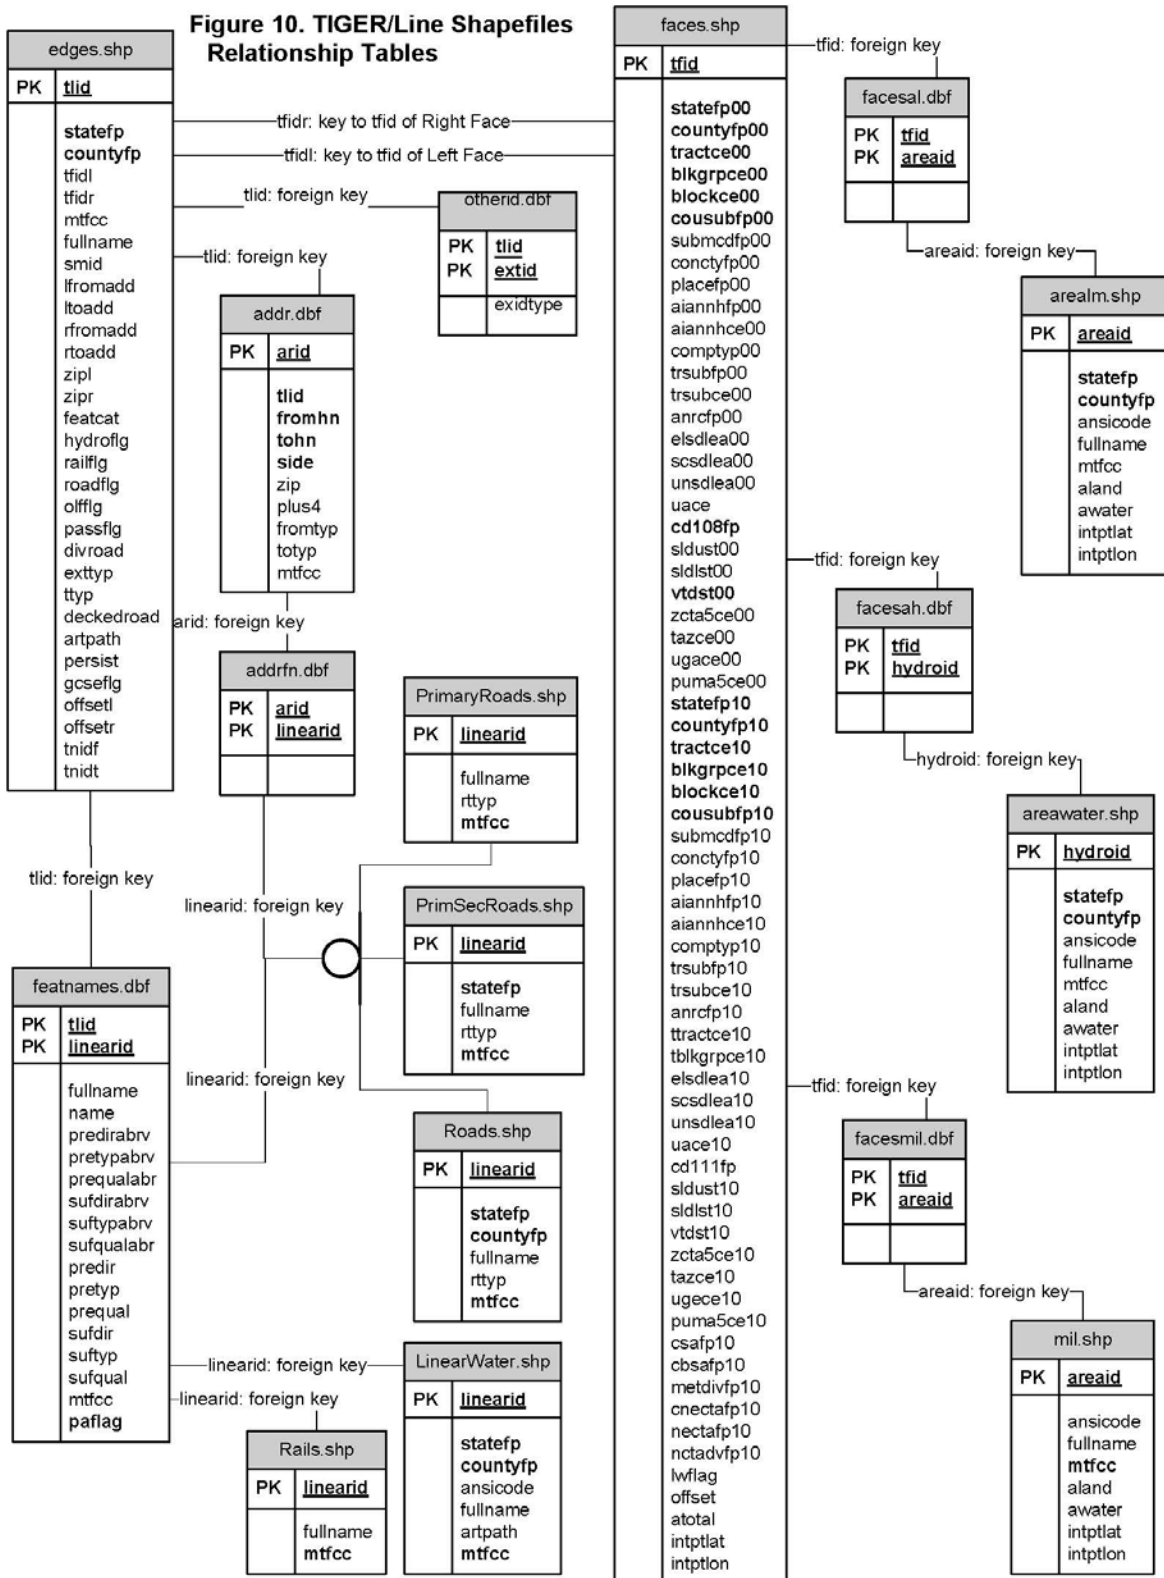 Figure 10. TIGER/Line Shapefiles
Relationship Tables
edges.shp
PK tlid
statefp
countyfp
tfidl
tfidr
mtfcc
fullname
smid
lfromadd
ltoadd
rfromadd
rtoadd
zipl
zipr
featcat
hydroflg
railflg
roadflg
olfflg
passflg
divroad
exttyp
ttyp
deckedroad
artpath
persist
gcseflg
offsetl
offsetr
tnidf
tnidt
tfidr: key to tfid of Right Face
tfidl: key to tfid of Left Face
tlid: foreign key
otherid.dbf
PK tlid
PK extid
exidtype
tlid: foreign key
addr.dbf
PK arid
tlid
fromhn
tohn
side
zip
plus4
fromtyp
totyp
mtfcc
arid: foreign key
addrfn.dbf
PK arid
PK linearid
PrimaryRoads.shp
PK linearid
fullname
rttyp
mtfcc
tlid: foreign key
linearid: foreign key
PrimSecRoads.shp
PK linearid
statefp
fullname
rttyp
mtfcc
featnames.dbf
PK tlid
PK linearid
fullname
name
predirabrv
pretypabrv
prequalabr
sufdirabrv
suftypabrv
sufqualabr
predir
pretyp
prequal
sufdir
suftyp
sufqual
mtfcc
paflag
linearid: foreign key
Roads.shp
PK linearid
statefp
countyfp
fullname
rttyp
mtfcc
linearid: foreign key
LinearWater.shp
PK linearid
statefp
countyfp
ansicode
fullname
artpath
mtfcc
linearid: foreign key
Rails.shp
PK linearid
fullname
mtfcc
faces.shp
PK tfid
statefp00
countyfp00
tractce00
blkgrpce00
blockce00
cousubfp00
submcdfp00
conctyfp00
placefp00
aiannhfp00
aiannhce00
comptyp00
trsubfp00
trsubce00
anrcfp00
elsdlea00
scsdlea00
unsdlea00
uace
cd108fp
sldust00
sldlst00
vtdst00
zcta5ce00
tazce00
ugace00
puma5ce00
statefp10
countyfp10
tractce10
blkgrpce10
blockce10
cousubfp10
submcdfp10
conctyfp10
placefp10
aiannhfp10
aiannhce10
comptyp10
trsubfp10
trsubce10
anrcfp10
ttractce10
tblkgrpce10
elsdlea10
scsdlea10
unsdlea10
uace10
cd111fp
sldust10
sldlst10
vtdst10
zcta5ce10
tazce10
ugece10
puma5ce10
csafp10
cbsafp10
metdivfp10
cnectafp10
nectafp10
nctadvfp10
lwflag
offset
atotal
intptlat
intptlon
tfid: foreign key
facesal.dbf
PK tfid
PK areaid
areaid: foreign key
arealm.shp
PK areaid
statefp
countyfp
ansicode
fullname
mtfcc
aland
awater
intptlat
intptlon
tfid: foreign key
facesah.dbf
PK tfid
PK hydroid
hydroid: foreign key
areawater.shp
PK hydroid
statefp
countyfp
ansicode
fullname
mtfcc
aland
awater
intptlat
intptlon
tfid: foreign key
facesmil.dbf
PK tfid
PK areaid
areaid: foreign key
mil.shp
PK areaid
ansicode
fullname
mtfcc
aland
awater
intptlat
intptlon